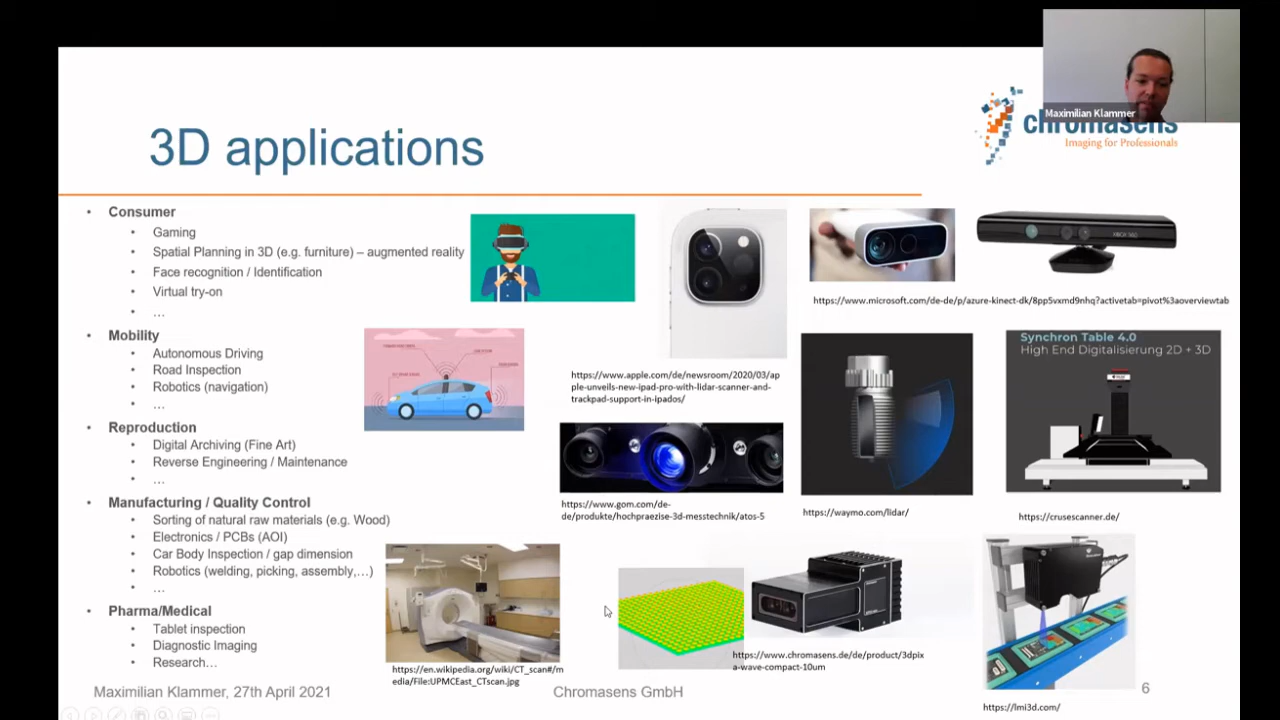 Maximilian Klammer
chromasens
Imaging for Professionals
3D applications
• Consumer
• Gaming
• Spatial Planning in 3D (e.g. furniture) – augmented reality
• Face recognition / Identification
• Virtual try-on
• …
• Mobility
• Autonomous Driving
• Road Inspection
• Robotics (navigation)
• …
• Reproduction
• Digital Archiving (Fine Art)
• Reverse Engineering / Maintenance
• …
• Manufacturing / Quality Control
• Sorting of natural raw materials (e.g. Wood)
• Electronics / PCBs (AOI)
• Car Body Inspection / gap dimension
• Robotics (welding, picking, assembly,…)
• …
• Pharma/Medical
• Tablet inspection
• Diagnostic Imaging
• Research…
XBOX 360
https://www.microsoft.com/de-de/p/azure-kinect-dk/8pp5vxmd9nhq?activetab=pivot%3aoverviewtab
https://www.apple.com/de/newsroom/2020/03/ap
ple-unveils-new-ipad-pro-with-lidar-scanner-and-
trackpad-support-in-ipados/
Synchron Table 4.0
High End Digitalisierung 2D + 3D
https://www.gom.com/de-
de/produkte/hochpraezise-3d-messtechnik/atos-5
https://waymo.com/lidar/
https://crusescanner.de/
https://en.wikipedia.org/wiki/CT_scan#/m
edia/File:UPMCEast_CTscan.jpg
https://www.chromasens.de/de/product/3dpix
a-wave-compact-10um
https://lmi3d.com/
Maximilian Klammer, 27th April 2021
Chromasens GmbH
6